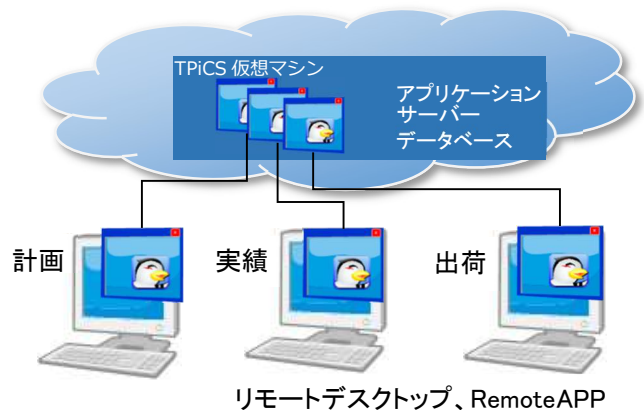 TPiCS 仮想マシン
アプリケーション
サーバー
データベース
計画
実績
出荷
リモートデスクトップ、RemoteAPP